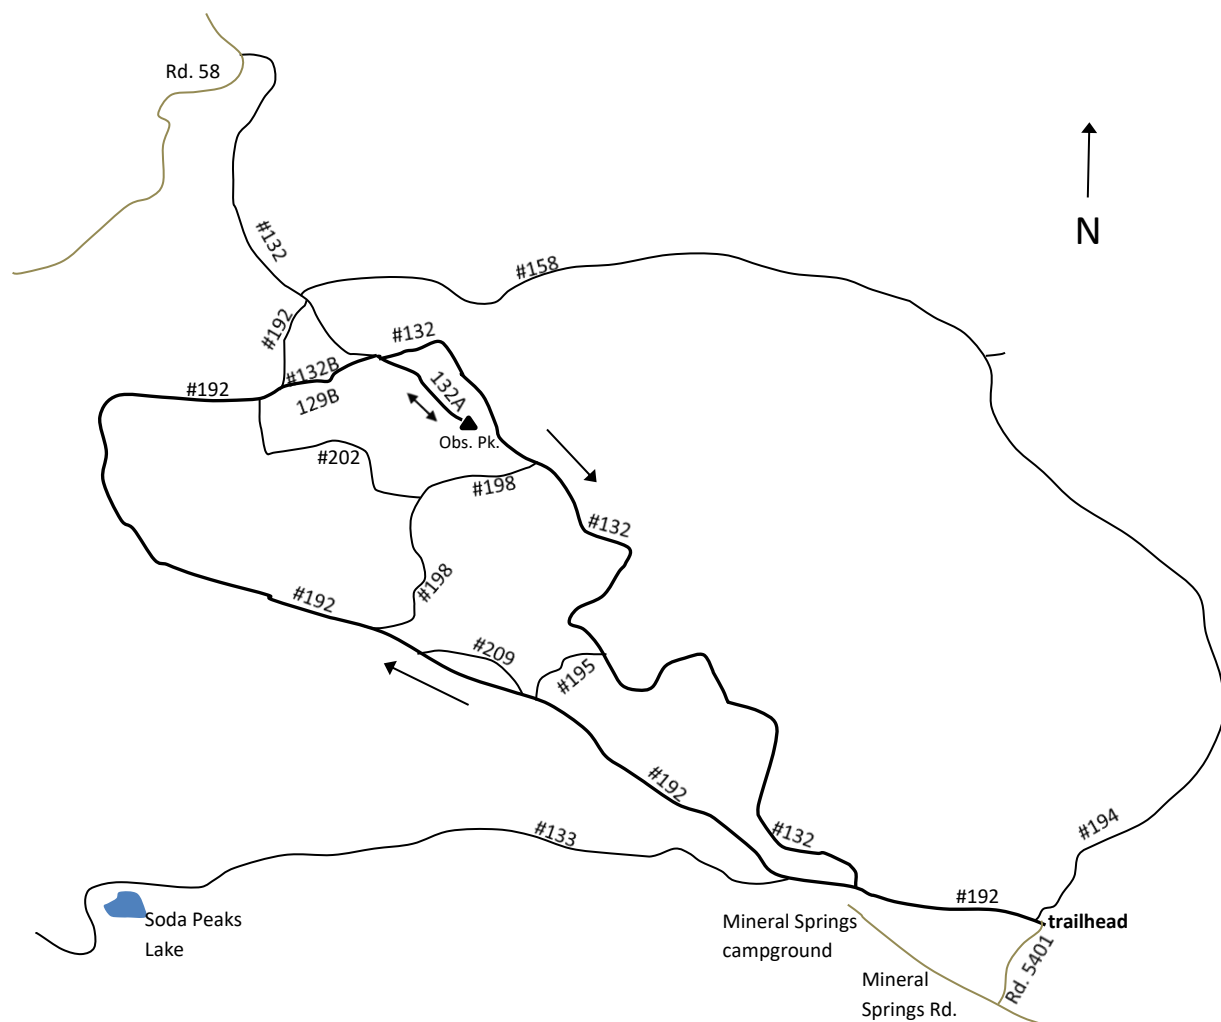 Rd. 58
#132
N
#158
#192
#132
#132B
#192
129B
132A
Obs. Pk.
#202
#198
#132
#198
#192
#209
#195
#192
#133
#132
#194
#192
Soda Peaks
Lake
Mineral Springs
campground
trailhead
Rd. 5401
Mineral
Springs Rd.